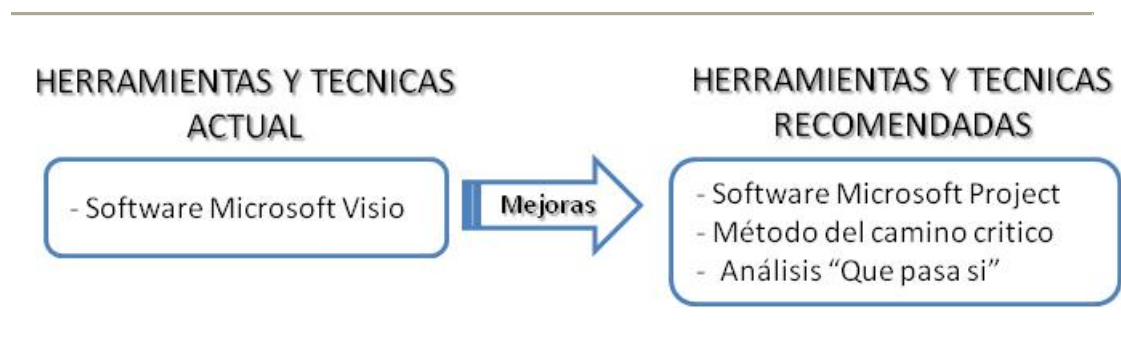 HERRAMIENTAS Y TECNICAS
ACTUAL
- Software Microsoft Visio
Mejoras
HERRAMIENTAS Y TECNICAS
RECOMENDADAS
- Software Microsoft Project
- Método del camino critico
- Análisis “Que pasa si”